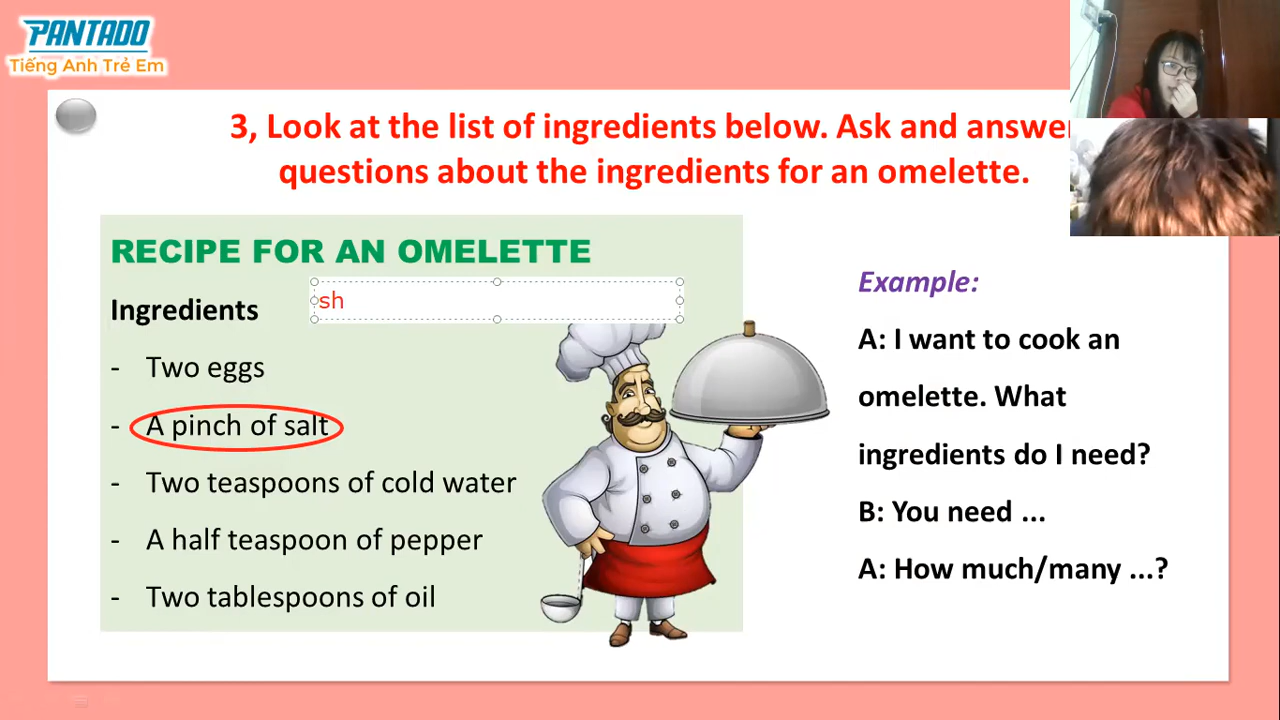 PANTADO
Tiếng Anh Trẻ Em
3, Look at the list of ingredients below. Ask and answer
questions about the ingredients for an omelette.
RECIPE FOR AN OMELETTE
Ingredients
sh
- Two eggs
- A pinch of salt
- Two teaspoons of cold water
- A half teaspoon of pepper
- Two tablespoons of oil
Example:
A: I want to cook an
omelette. What
ingredients do I need?
B: You need ...
A: How much/many ...?